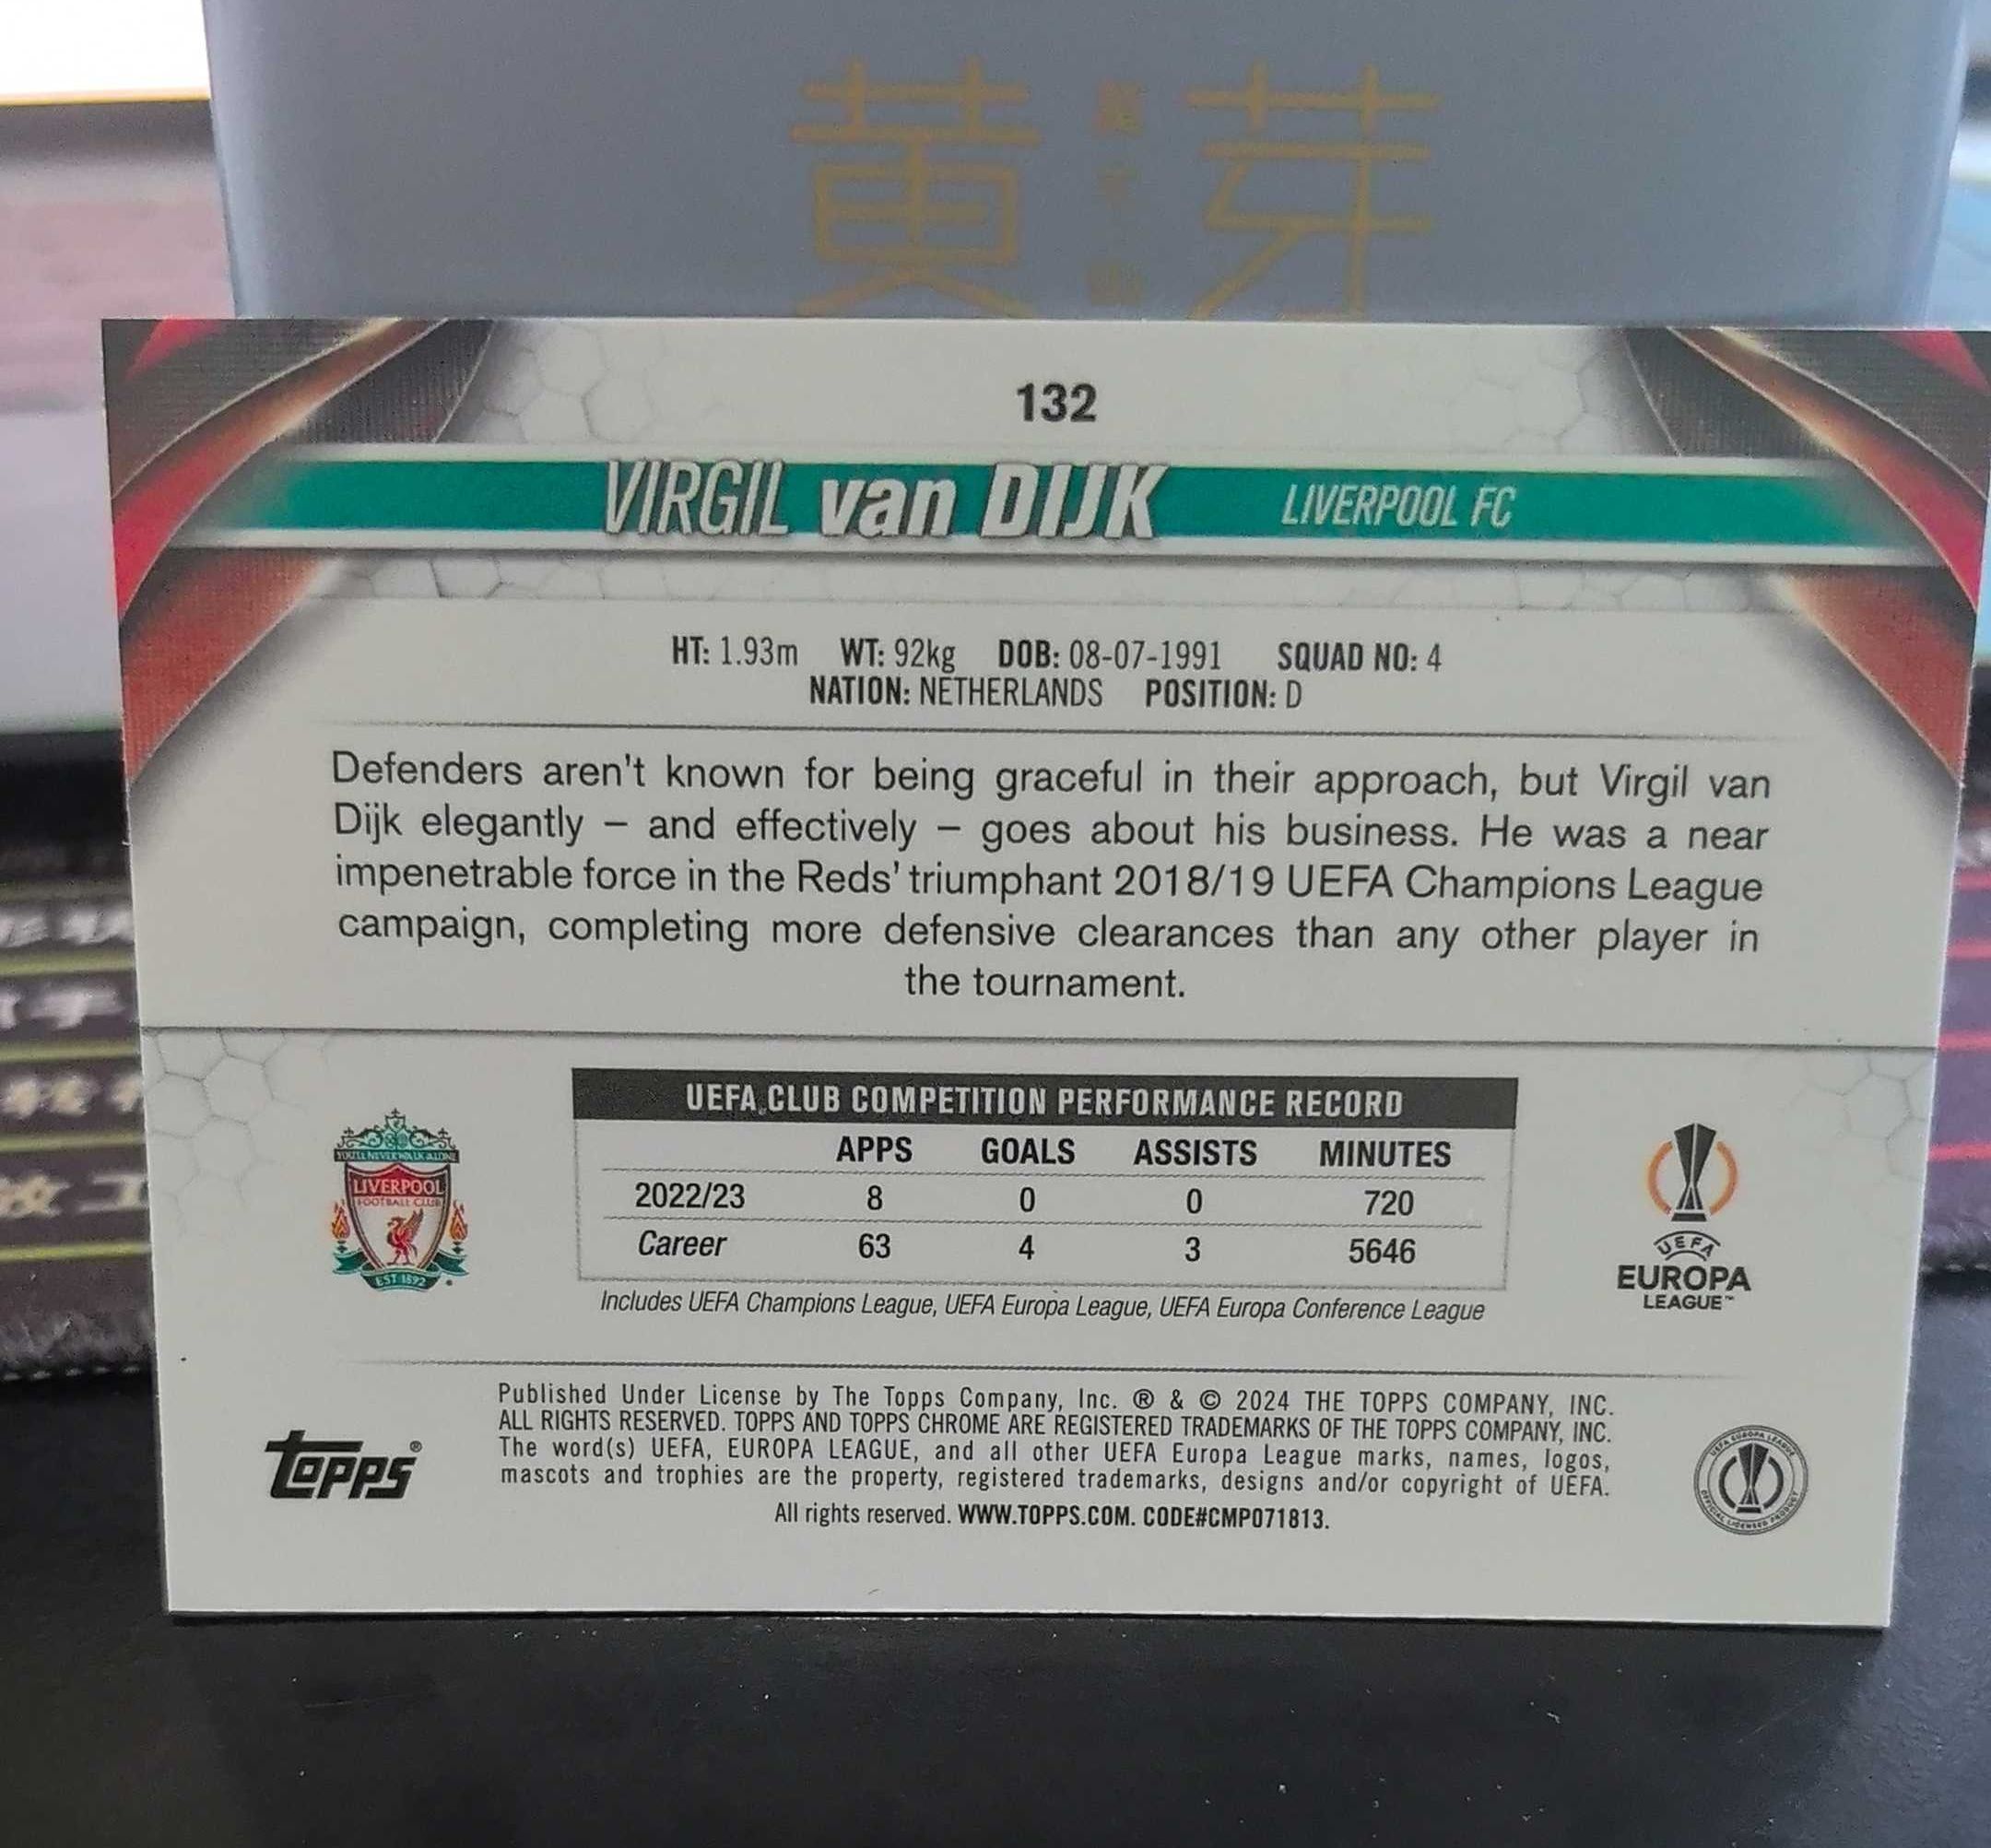 黄 芽
132
VIRGIL van DIJK LIVERPOOL FC
HT: 1.93m WT: 92kg DOB: 08-07-1991 SQUAD NO: 4
NATION: NETHERLANDS POSITION: D
Defenders aren't known for being graceful in their approach, but Virgil van
Dijk elegantly – and effectively – goes about his business. He was a near
impenetrable force in the Reds' triumphant 2018/19 UEFA Champions League
campaign, completing more defensive clearances than any other player in
the tournament.
UEFA CLUB COMPETITION PERFORMANCE RECORD
APPS GOALS ASSISTS MINUTES
2022/23 8 0 0 720
Career 63 4 3 5646
Includes UEFA Champions League, UEFA Europa League, UEFA Europa Conference League
YOU'LL NEVER WALK ALONE
LIVERPOOL
FOOTBALL CLUB
EST 1892
UEFA
EUROPA
LEAGUE™
topps®
Published Under License by The Topps Company, Inc. ® & © 2024 THE TOPPS COMPANY, INC.
ALL RIGHTS RESERVED. TOPPS AND TOPPS CHROME ARE REGISTERED TRADEMARKS OF THE TOPPS COMPANY, INC.
The word(s) UEFA, EUROPA LEAGUE, and all other UEFA Europa League marks, names, logos,
mascots and trophies are the property, registered trademarks, designs and/or copyright of UEFA.
All rights reserved. WWW.TOPPS.COM. CODE#CMP071813.
UEFA EUROPA LEAGUE
OFFICIAL LICENSED PRODUCT